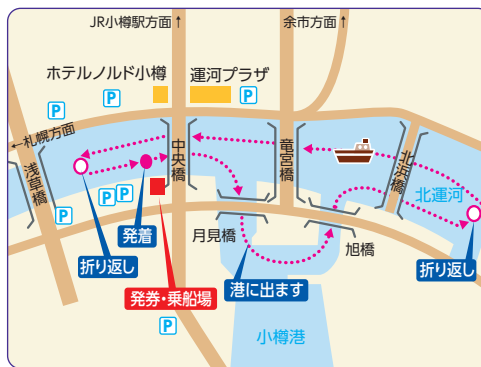 JR小樽駅方面↑
余市方面↑
ホテルノルド小樽
運河プラザ
P
P
P
←札幌方面
浅草橋
中央橋
竜宮橋
北浜橋
北運河
P
P
P
発着
折り返し
月見橋
旭橋
折り返し
発券・乗船場
港に出ます
P
小樽港